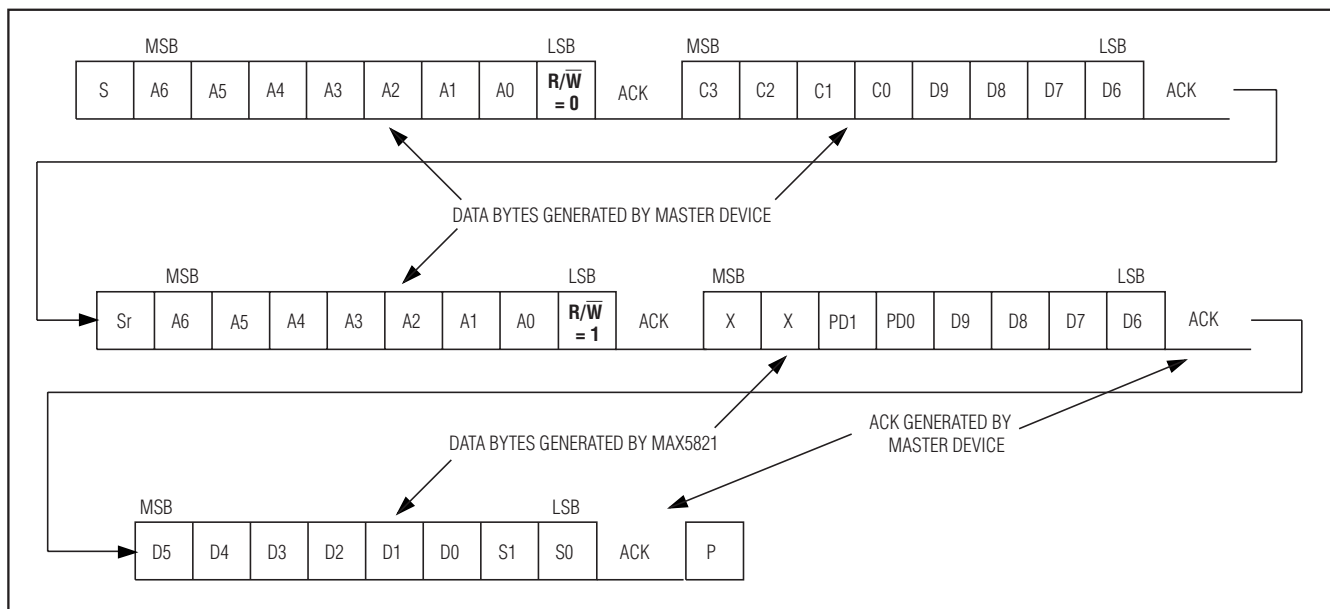 MSB LSB MSB LSB
S A6 A5 A4 A3 A2 A1 A0 R/W̅ = 0 ACK C3 C2 C1 C0 D9 D8 D7 D6 ACK
DATA BYTES GENERATED BY MASTER DEVICE
MSB LSB MSB LSB
Sr A6 A5 A4 A3 A2 A1 A0 R/W̅ = 1 ACK X X PD1 PD0 D9 D8 D7 D6 ACK
DATA BYTES GENERATED BY MAX5821
ACK GENERATED BY
MASTER DEVICE
MSB LSB
D5 D4 D3 D2 D1 D0 S1 S0 ACK P